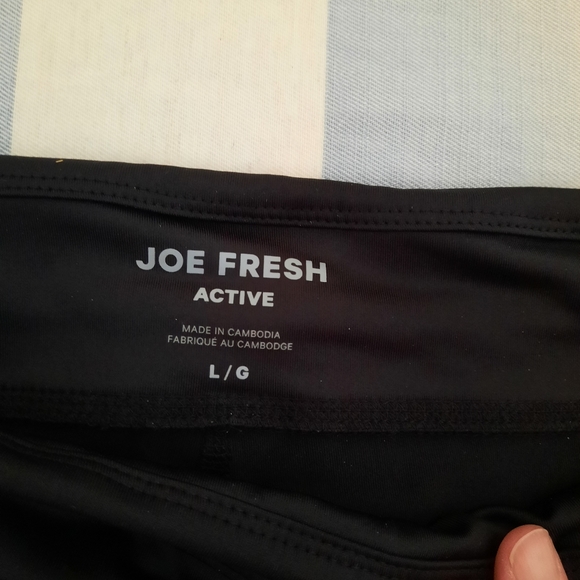 JOE FRESH
ACTIVE
MADE IN CAMBODIA
FABRIQUÉ AU CAMBODGE
L / G